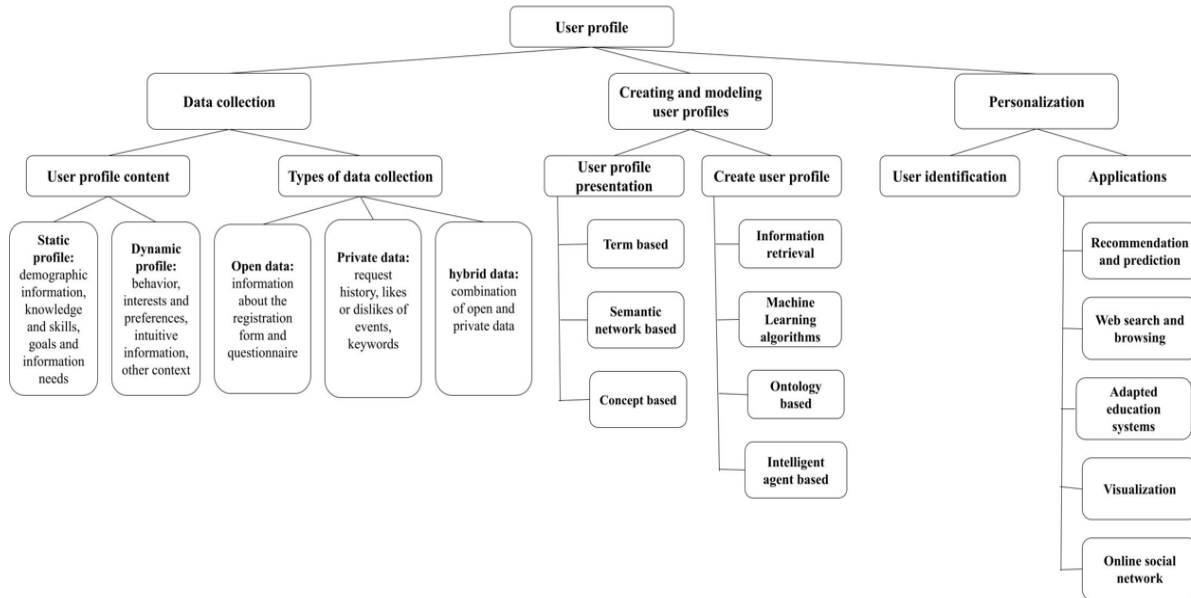 User profile
Data collection
Creating and modeling
user profiles
Personalization
User profile content
Types of data collection
User profile
presentation
Create user profile
User identification
Applications
Static
profile:
demographic
information,
knowledge
and skills,
goals and
information
needs
Dynamic
profile:
behavior,
interests and
preferences,
intuitive
information,
other context
Open data:
information
about the
registration
form and
questionnaire
Private data:
request
history, likes
or dislikes of
events,
keywords
hybrid data:
combination
of open and
private data
Term based
Semantic
network based
Concept based
Information
retrieval
Machine
Learning
algorithms
Ontology
based
Intelligent
agent based
Recommendation
and prediction
Web search and
browsing
Adapted
education
systems
Visualization
Online social
network